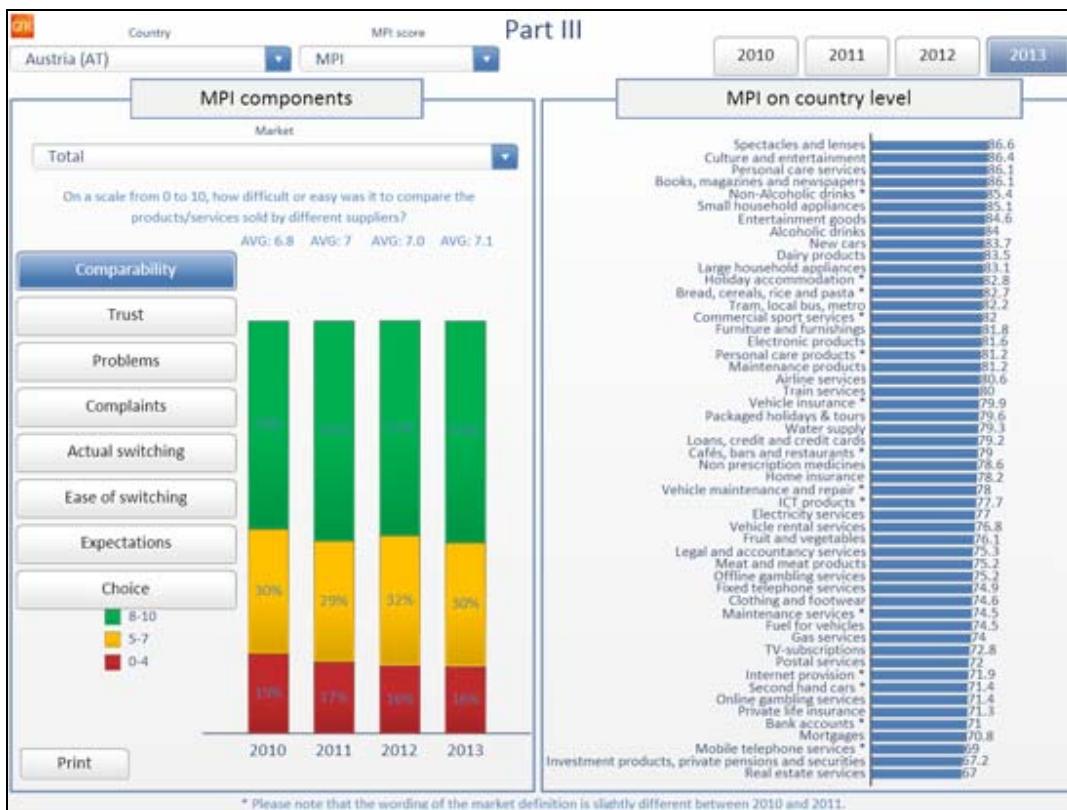 GfK
Country
MPI score
Part III
Austria (AT)
MPI
2010
2011
2012
2013
MPI components
Market
Total
On a scale from 0 to 10, how difficult or easy was it to compare the
products/services sold by different suppliers?
AVG: 6.8 AVG: 7 AVG: 7.0 AVG: 7.1
Comparability
Trust
Problems
Complaints
Actual switching
Ease of switching
Expectations
Choice
8-10
5-7
0-4
30% 29% 32% 30%
19% 17% 16% 16%
2010 2011 2012 2013
Print
MPI on country level
Spectacles and lenses 86.6
Culture and entertainment 86.4
Personal care services 86.1
Books, magazines and newspapers 86.1
Non-Alcoholic drinks * 85.4
Small household appliances 85.1
Entertainment goods 84.6
Alcoholic drinks 84
New cars 83.7
Dairy products 83.5
Large household appliances 83.1
Holiday accommodation * 82.8
Bread, cereals, rice and pasta * 82.7
Tram, local bus, metro 82.2
Commercial sport services * 82
Furniture and furnishings 81.8
Electronic products 81.6
Personal care products * 81.2
Maintenance products 81.2
Airline services 80.6
Train services 80
Vehicle insurance * 79.9
Packaged holidays & tours 79.6
Water supply 79.3
Loans, credit and credit cards 79.2
Cafés, bars and restaurants * 79
Non prescription medicines 78.6
Home insurance 78.2
Vehicle maintenance and repair * 78
ICT products * 77.7
Electricity services 77
Vehicle rental services 76.8
Fruit and vegetables 76.1
Legal and accountancy services 75.3
Meat and meat products 75.2
Offline gambling services 75.2
Fixed telephone services 74.9
Clothing and footwear 74.6
Maintenance services * 74.5
Fuel for vehicles 74.5
Gas services 74
TV-subscriptions 72.8
Postal services 72
Internet provision * 71.9
Second hand cars * 71.4
Online gambling services 71.4
Private life insurance 71.3
Bank accounts * 71
Mortgages 70.8
Mobile telephone services * 69
Investment products, private pensions and securities 67.2
Real estate services 67
* Please note that the wording of the market definition is slightly different between 2010 and 2011.